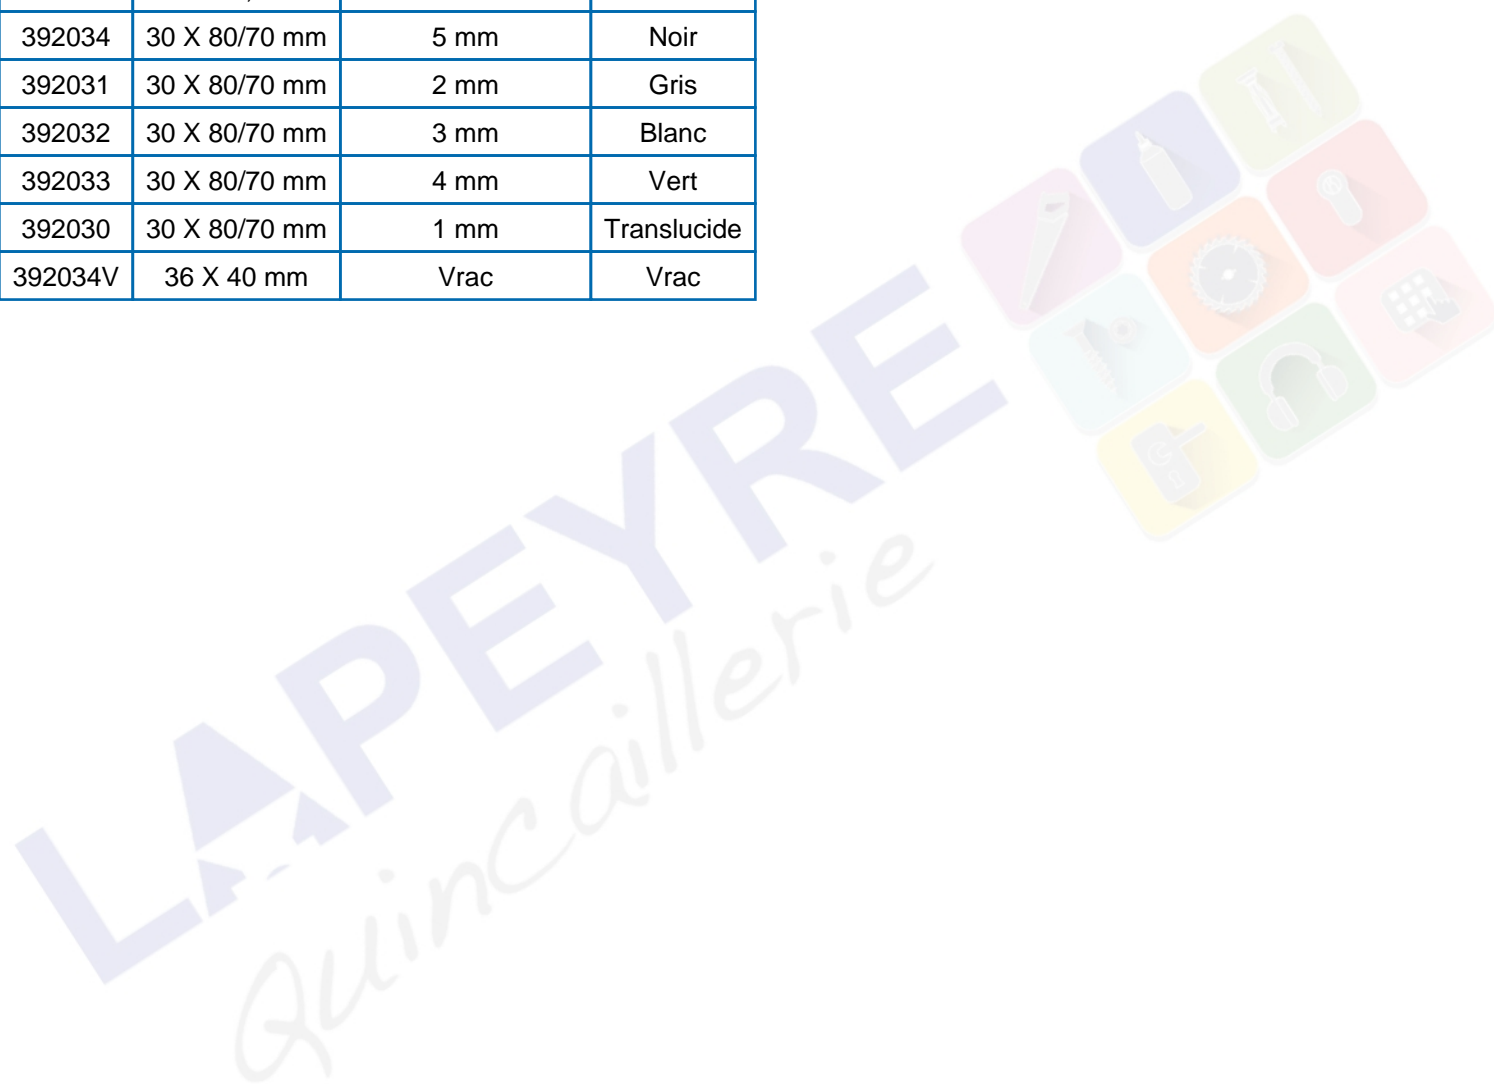 392034 30 X 80/70 mm 5 mm Noir
392031 30 X 80/70 mm 2 mm Gris
392032 30 X 80/70 mm 3 mm Blanc
392033 30 X 80/70 mm 4 mm Vert
392030 30 X 80/70 mm 1 mm Translucide
392034V 36 X 40 mm Vrac Vrac
LAPEYRE
Quincaillerie